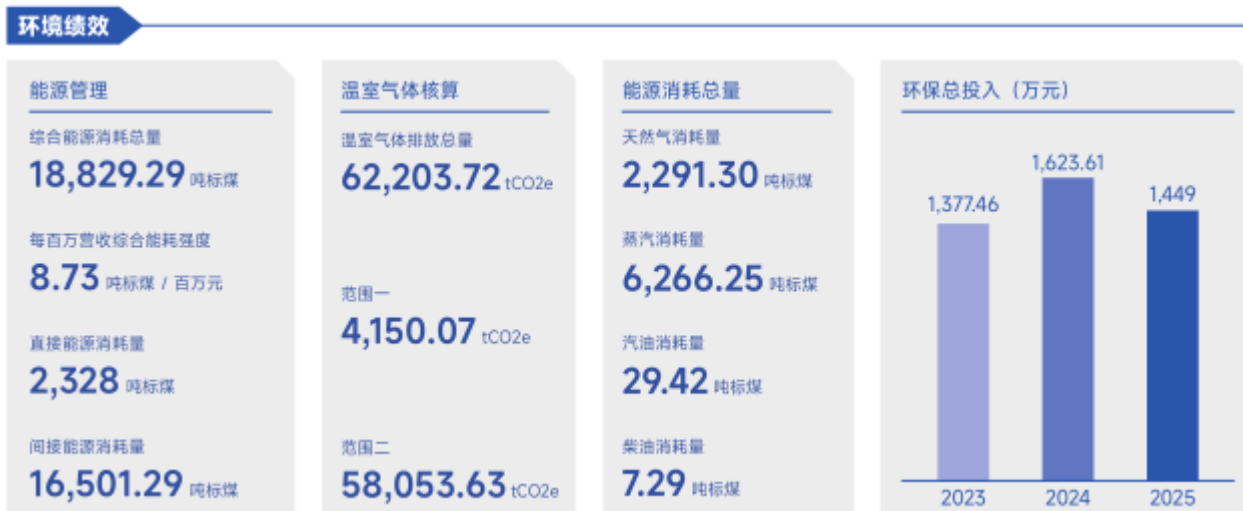 环境绩效
能源管理
综合能源消耗总量
18,829.29 吨标煤
每百万营收综合能耗强度
8.73 吨标煤 / 百万元
直接能源消耗量
2,328 吨标煤
间接能源消耗量
16,501.29 吨标煤
温室气体核算
温室气体排放总量
62,203.72 tCO2e
范围一
4,150.07 tCO2e
范围二
58,053.63 tCO2e
能源消耗总量
天然气消耗量
2,291.30 吨标煤
蒸汽消耗量
6,266.25 吨标煤
汽油消耗量
29.42 吨标煤
柴油消耗量
7.29 吨标煤
环保总投入（万元）
1,377.46
1,623.61
1,449
2023 2024 2025